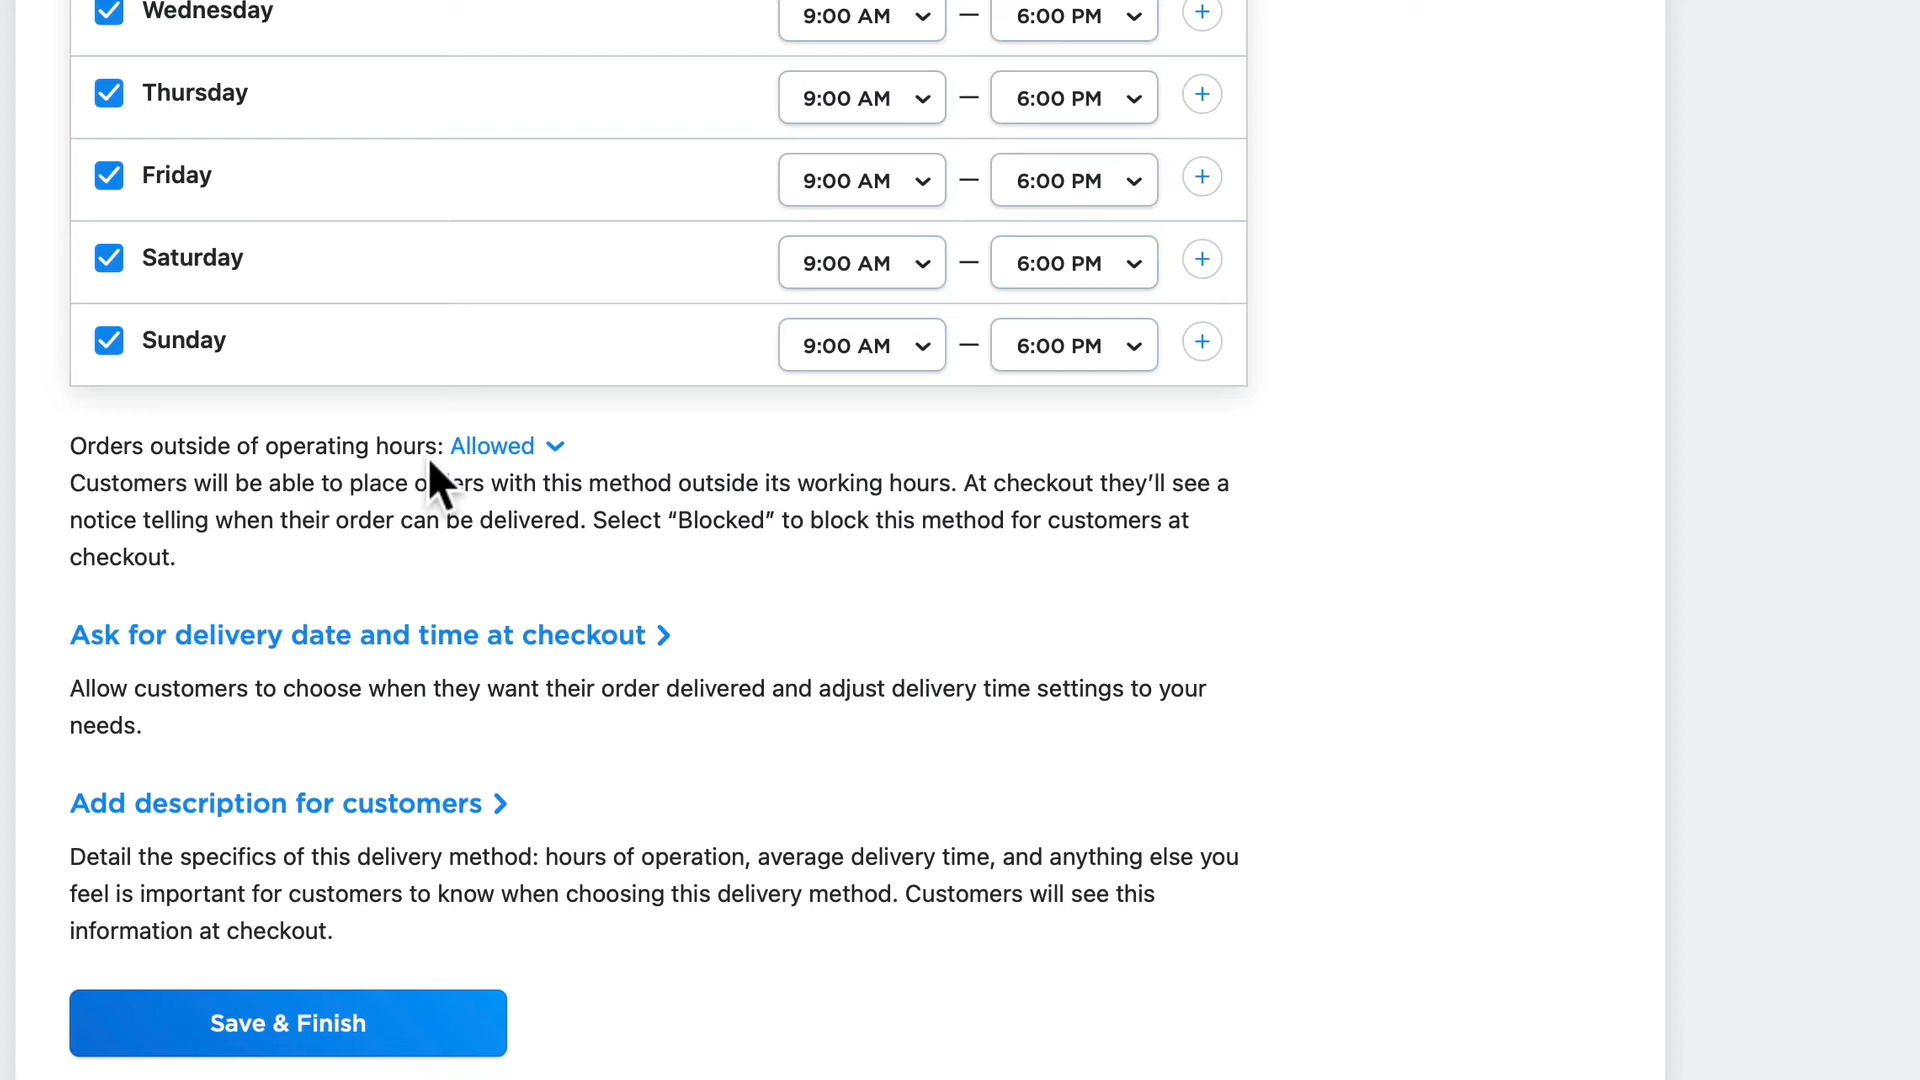 Wednesday 9:00 AM — 6:00 PM +
Thursday 9:00 AM — 6:00 PM +
Friday 9:00 AM — 6:00 PM +
Saturday 9:00 AM — 6:00 PM +
Sunday 9:00 AM — 6:00 PM +
Orders outside of operating hours: Allowed
Customers will be able to place orders with this method outside its working hours. At checkout they’ll see a
notice telling when their order can be delivered. Select “Blocked” to block this method for customers at
checkout.
Ask for delivery date and time at checkout
Allow customers to choose when they want their order delivered and adjust delivery time settings to your
needs.
Add description for customers
Detail the specifics of this delivery method: hours of operation, average delivery time, and anything else you
feel is important for customers to know when choosing this delivery method. Customers will see this
information at checkout.
Save & Finish